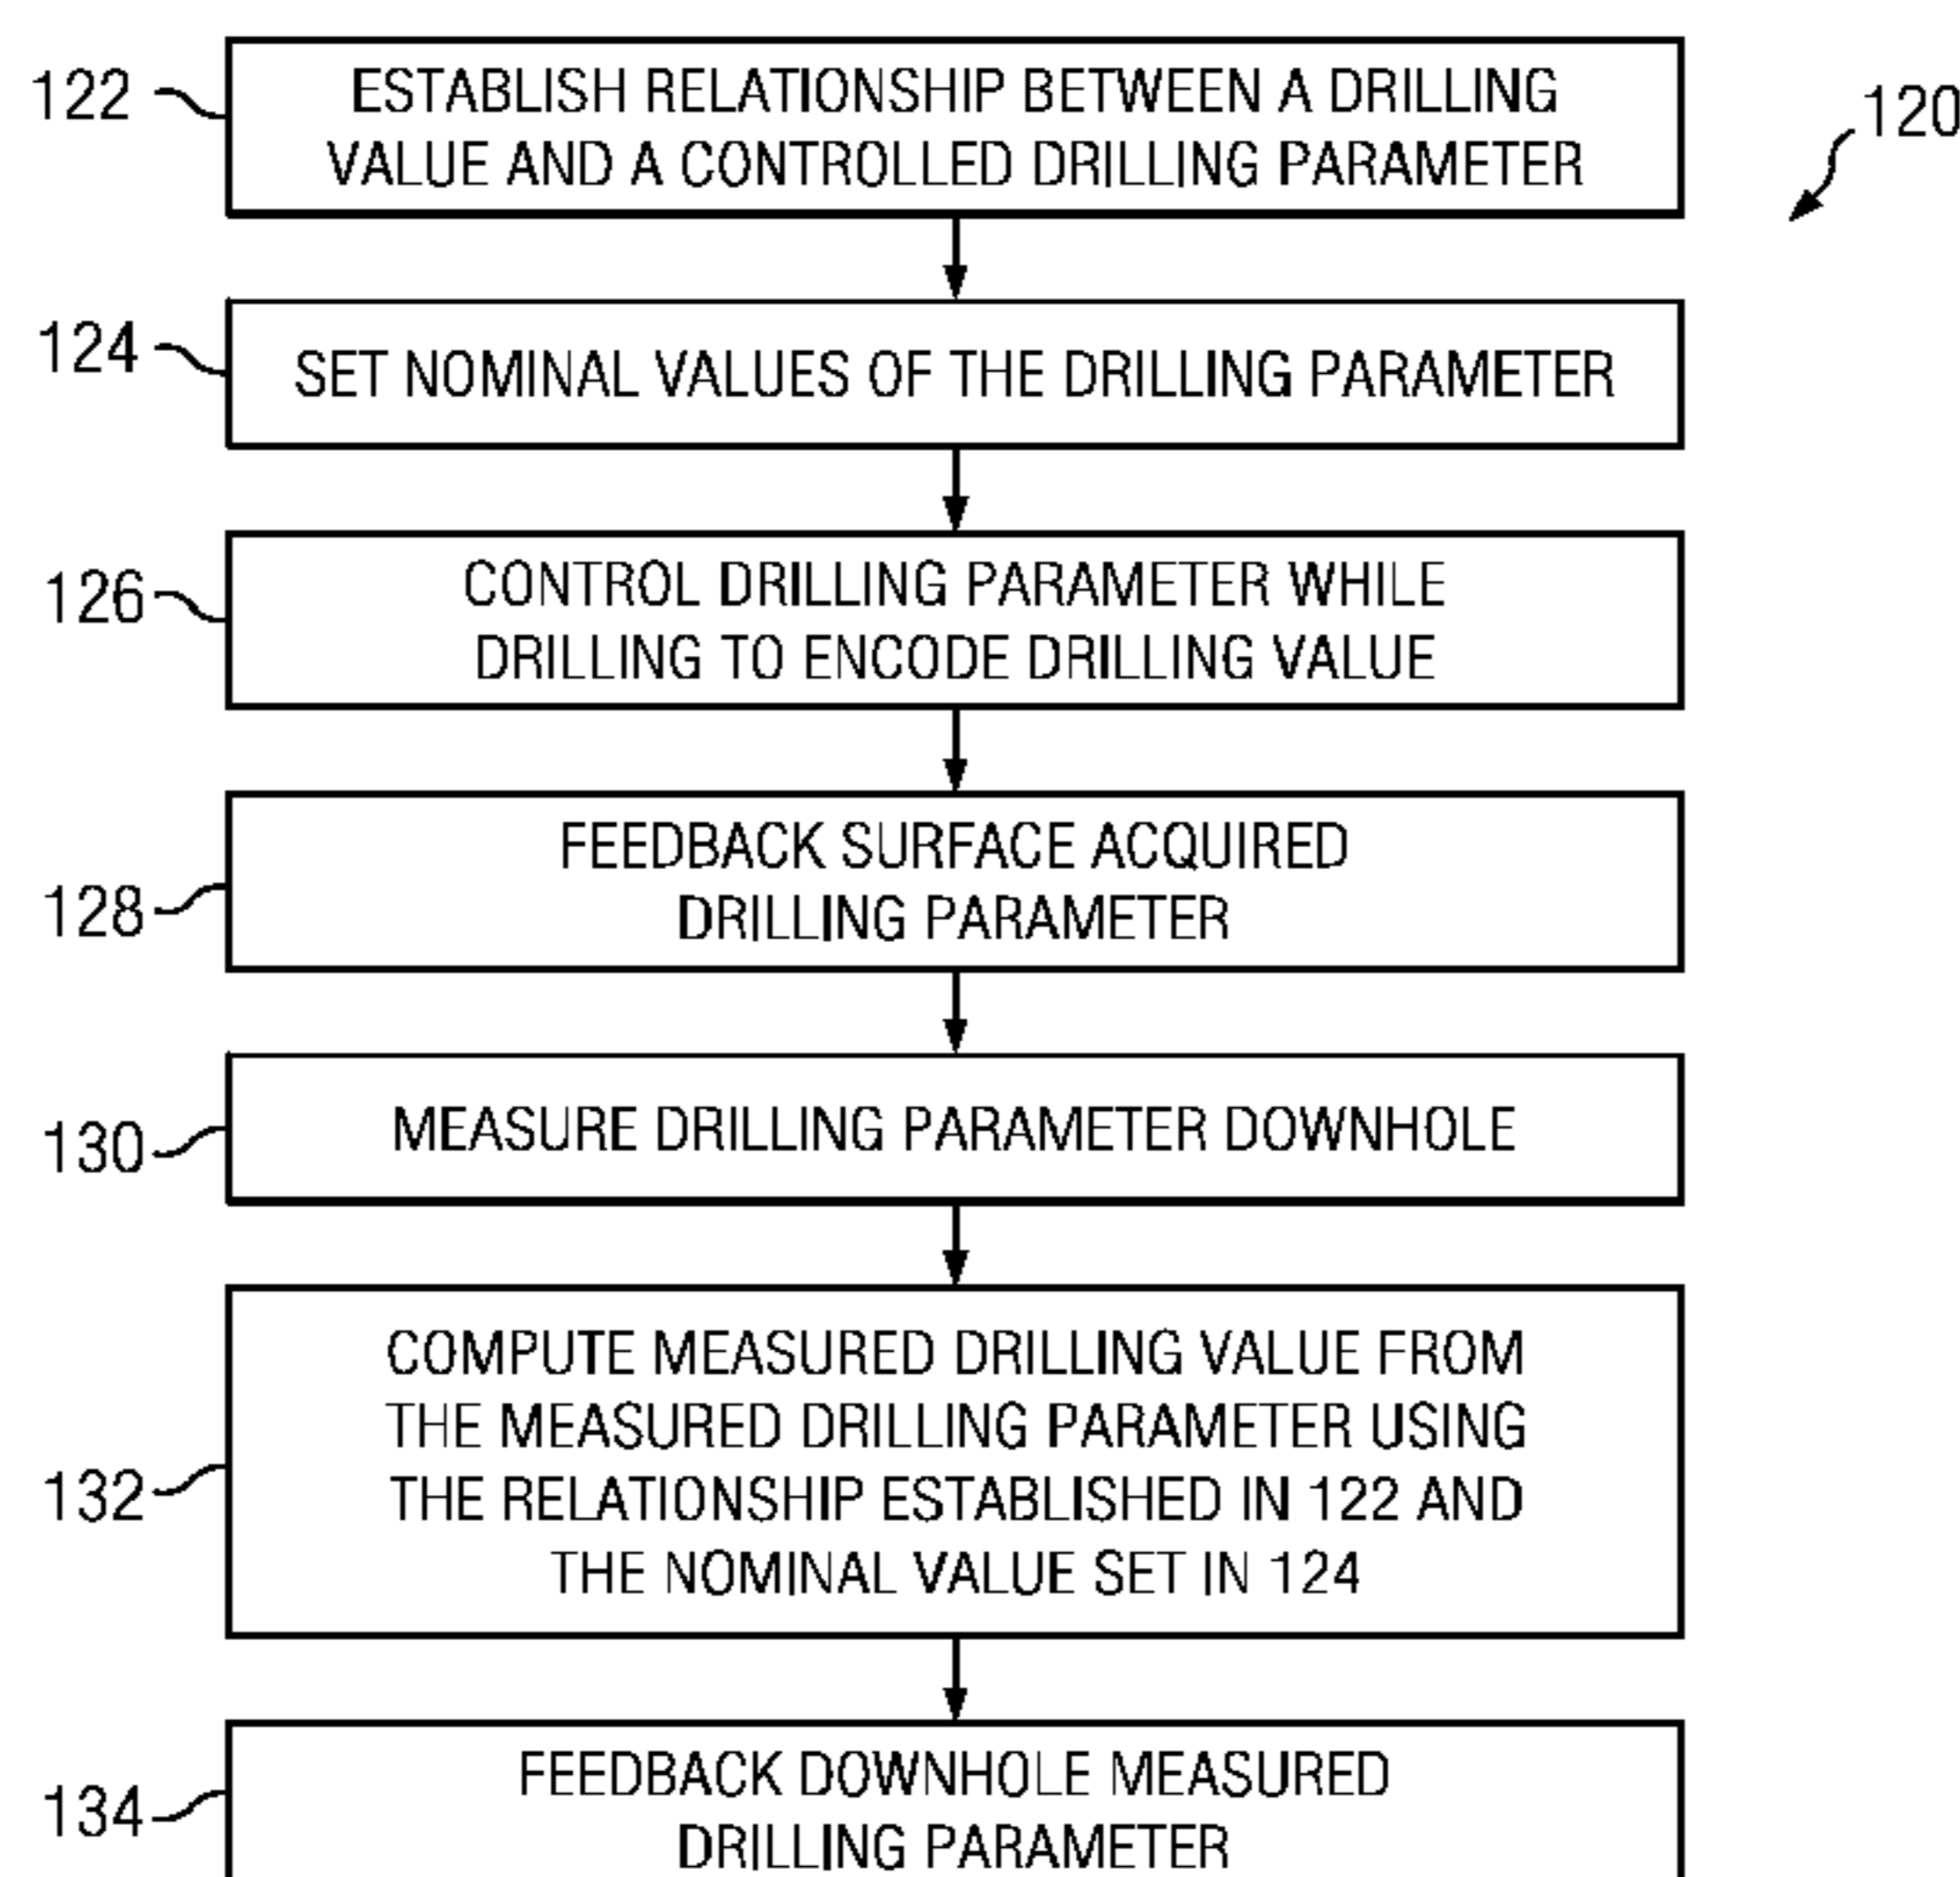 122
ESTABLISH RELATIONSHIP BETWEEN A DRILLING
VALUE AND A CONTROLLED DRILLING PARAMETER
120
124
SET NOMINAL VALUES OF THE DRILLING PARAMETER
126
CONTROL DRILLING PARAMETER WHILE
DRILLING TO ENCODE DRILLING VALUE
128
FEEDBACK SURFACE ACQUIRED
DRILLING PARAMETER
130
MEASURE DRILLING PARAMETER DOWNHOLE
132
COMPUTE MEASURED DRILLING VALUE FROM
THE MEASURED DRILLING PARAMETER USING
THE RELATIONSHIP ESTABLISHED IN 122 AND
THE NOMINAL VALUE SET IN 124
134
FEEDBACK DOWNHOLE MEASURED
DRILLING PARAMETER